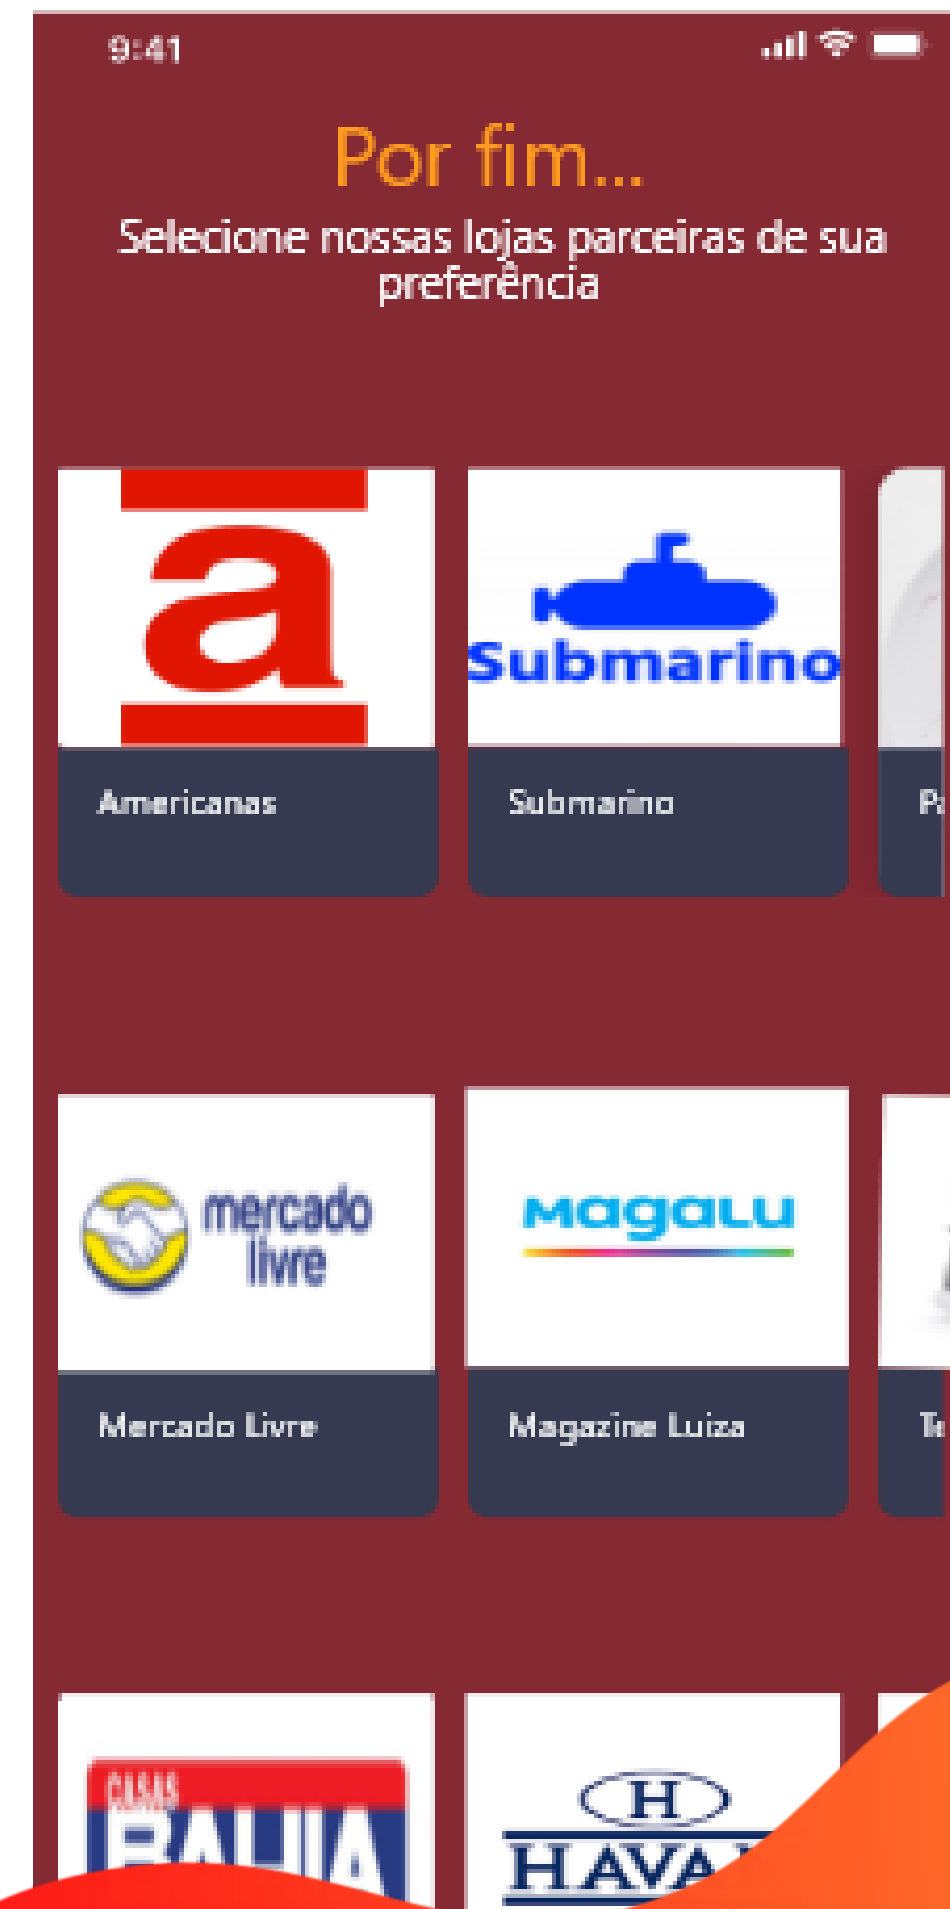 9:41
Por fim...
Selecione nossas lojas parceiras de sua
preferência
a
Submarino
Americanas
Submarino
mercado
livre
magalu
Mercado Livre
Magazine Luiza
CASAS
BAHIA
H